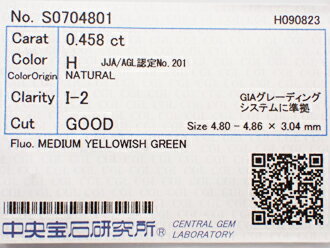 No. S0704801 H090823
Carat 0.458 ct
Color H JJA/AGL認定No.201
ColorOrigin NATURAL
Clarity I-2 GIAグレーディング
システムに準拠
Cut GOOD Size 4.80 - 4.86 × 3.04 mm
Fluo. MEDIUM YELLOWISH GREEN
中央宝石研究所® CENTRAL GEM
LABORATORY